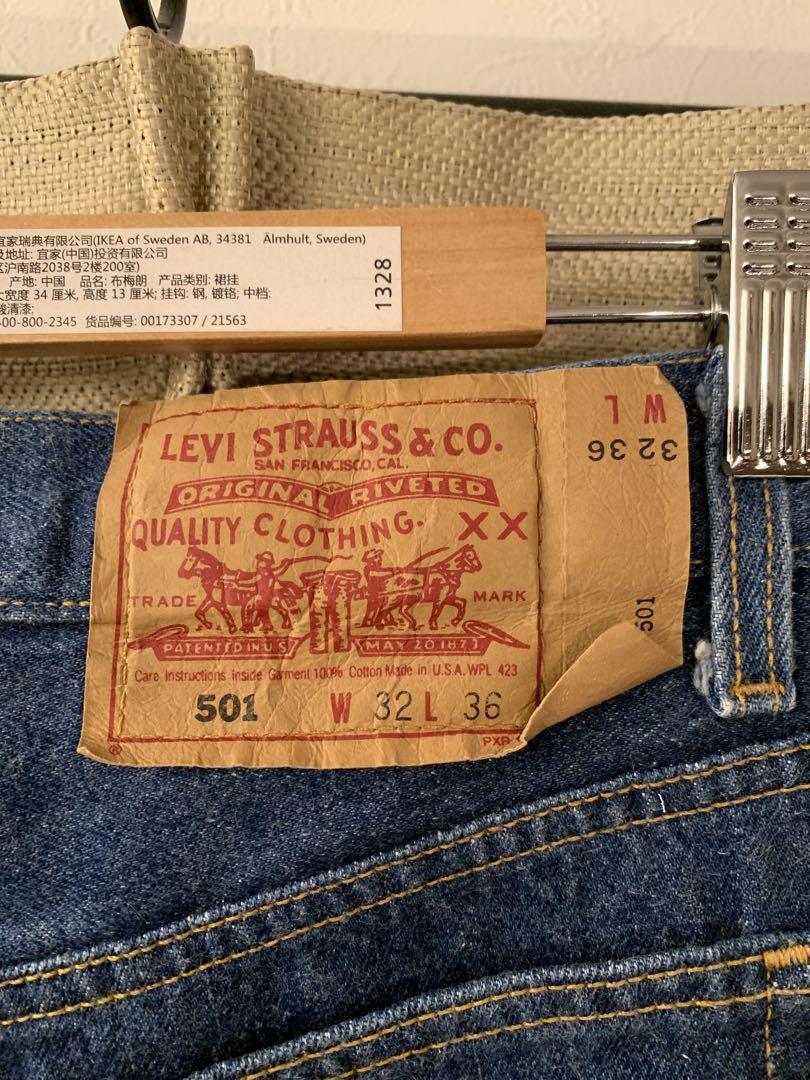 宜家瑞典有限公司(IKEA of Sweden AB, 34381 Älmhult, Sweden)
地址: 宜家(中国)投资有限公司
沪南路2038号2楼200室)
产地: 中国 品名: 布梅朗 产品类别: 裙挂
宽度 34 厘米, 高度 13 厘米; 挂钩: 钢, 镀铬; 中档:
清漆;
00-800-2345 货品编号: 00173307 / 21563
1328
LEVI STRAUSS & CO.
SAN FRANCISCO, CAL.
ORIGINAL RIVETED
QUALITY CLOTHING. XX
TRADE MARK
PATENTED IN U.S. MAY 20 1873
Care Instructions Inside Garment 100% Cotton Made in U.S.A. WPL 423
501 W 32 L 36
® PXR
W L
32 36
501